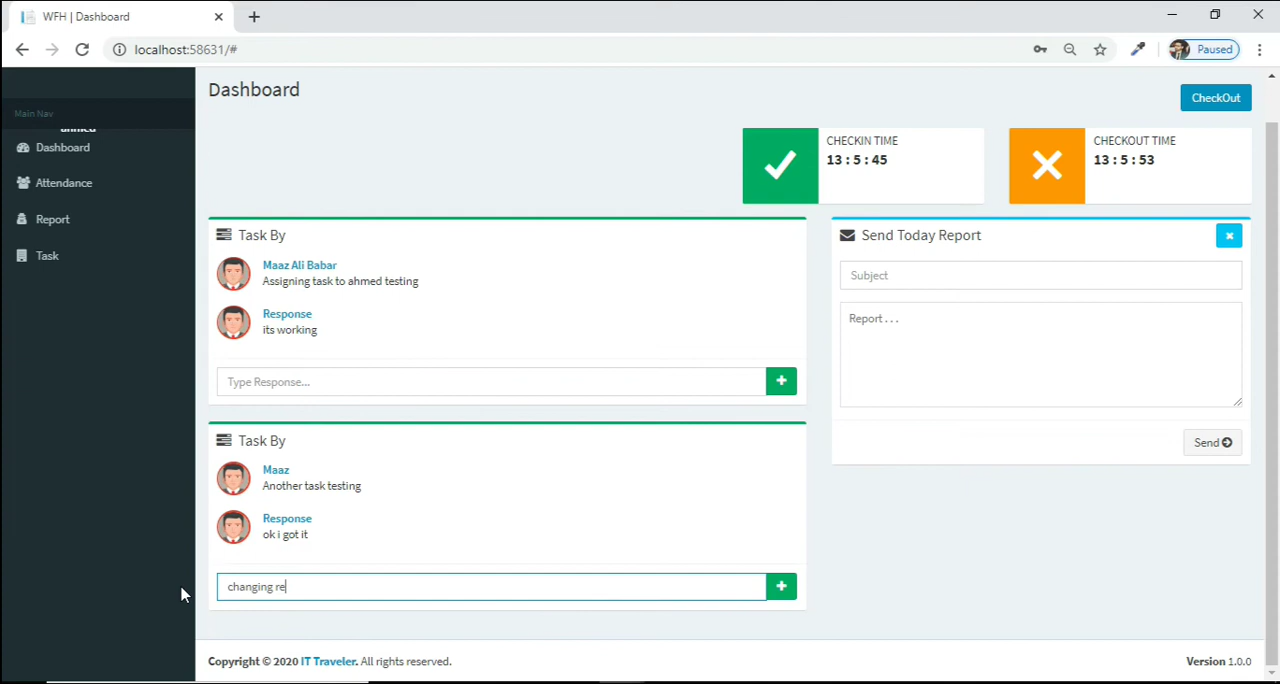 WFH | Dashboard
localhost:58631/#
Paused
Main Nav
ahmed
Dashboard
Attendance
Report
Task
Dashboard
CheckOut
CHECKIN TIME
13 : 5 : 45
CHECKOUT TIME
13 : 5 : 53
Task By
Maaz Ali Babar
Assigning task to ahmed testing
Response
its working
Type Response...
Task By
Maaz
Another task testing
Response
ok i got it
changing re
Send Today Report
Subject
Report . . .
Send
Copyright © 2020 IT Traveler. All rights reserved.
Version 1.0.0